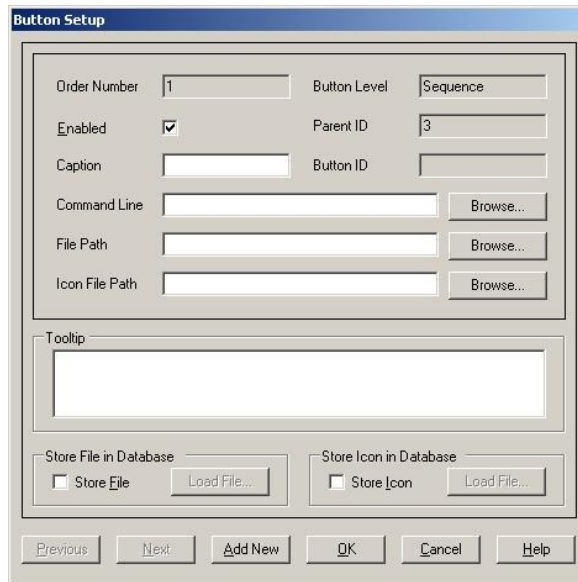 Button Setup
Order Number 1 Button Level Sequence
Enabled Parent ID 3
Caption Button ID
Command Line Browse...
File Path Browse...
Icon File Path Browse...
Tooltip
Store File in Database Store Icon in Database
Store File Load File... Store Icon Load File...
Previous Next Add New OK Cancel Help